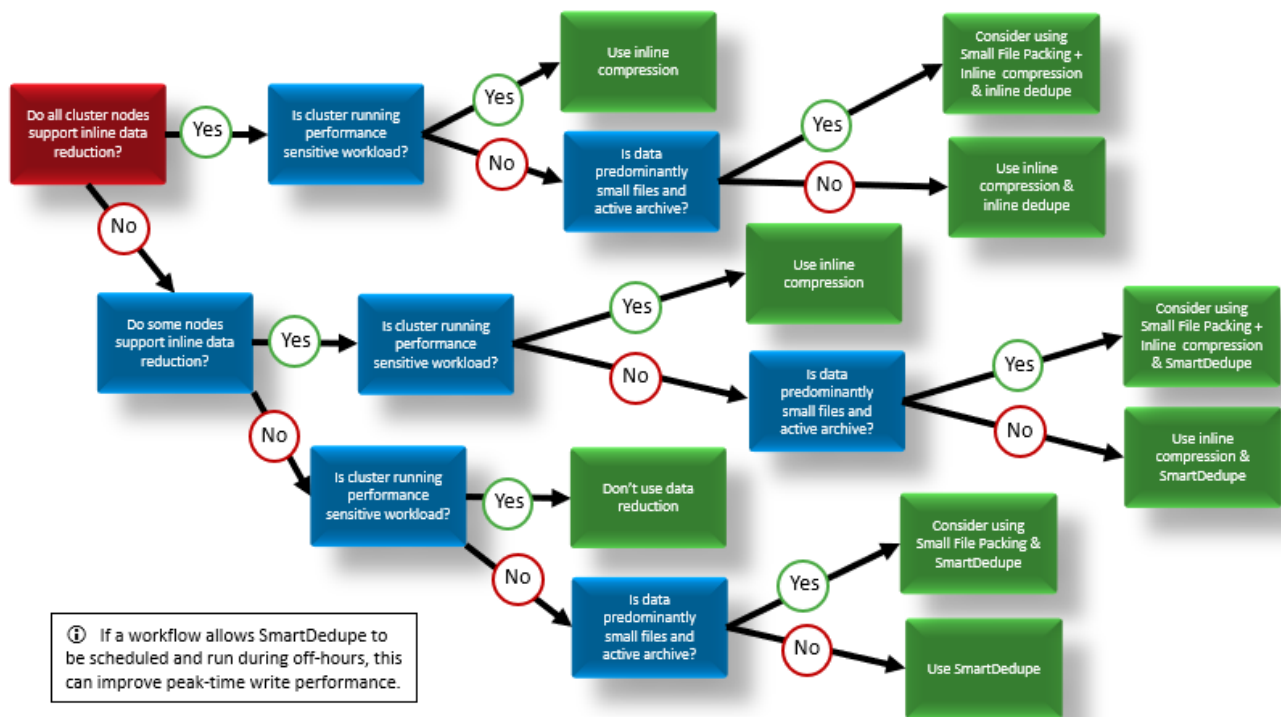 Do all cluster nodes
support inline data
reduction?
Yes
Is cluster running
performance
sensitive workload?
Yes
Use inline
compression
No
Is data
predominantly
small files and
active archive?
Yes
Consider using
Small File Packing +
Inline compression
& inline dedupe
No
Use inline
compression &
inline dedupe
No
Do some nodes
support inline data
reduction?
Yes
Is cluster running
performance
sensitive workload?
Yes
Use inline
compression
No
Is data
predominantly
small files and
active archive?
Yes
Consider using
Small File Packing +
Inline compression
& SmartDedupe
No
Use inline
compression &
SmartDedupe
No
Is cluster running
performance
sensitive workload?
Yes
Don't use data
reduction
No
Is data
predominantly
small files and
active archive?
Yes
Consider using
Small File Packing &
SmartDedupe
No
Use SmartDedupe
ⓘ If a workflow allows SmartDedupe to
be scheduled and run during off-hours, this
can improve peak-time write performance.